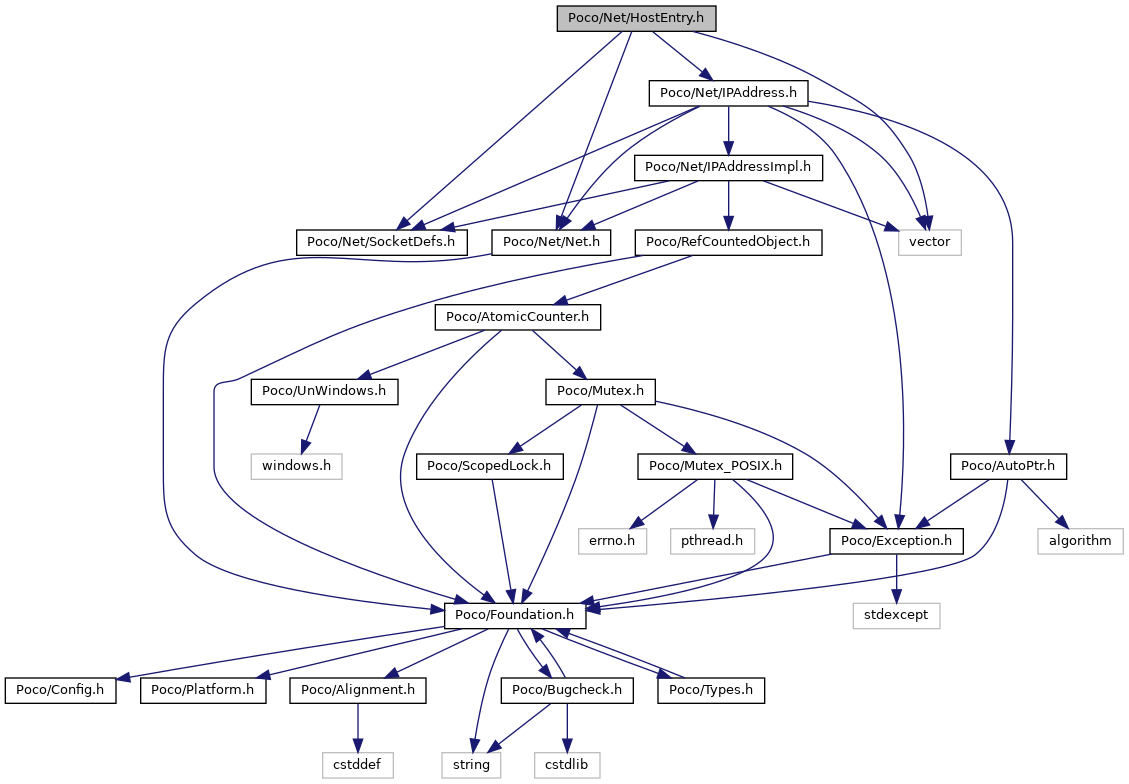 Poco/Net/HostEntry.h
Poco/Net/IPAddress.h
Poco/Net/IPAddressImpl.h
Poco/Net/SocketDefs.h
Poco/Net/Net.h
Poco/RefCountedObject.h
vector
Poco/AtomicCounter.h
Poco/UnWindows.h
Poco/Mutex.h
windows.h
Poco/ScopedLock.h
Poco/Mutex_POSIX.h
Poco/AutoPtr.h
errno.h
pthread.h
Poco/Exception.h
algorithm
Poco/Foundation.h
stdexcept
Poco/Config.h
Poco/Platform.h
Poco/Alignment.h
Poco/Bugcheck.h
Poco/Types.h
cstddef
string
cstdlib